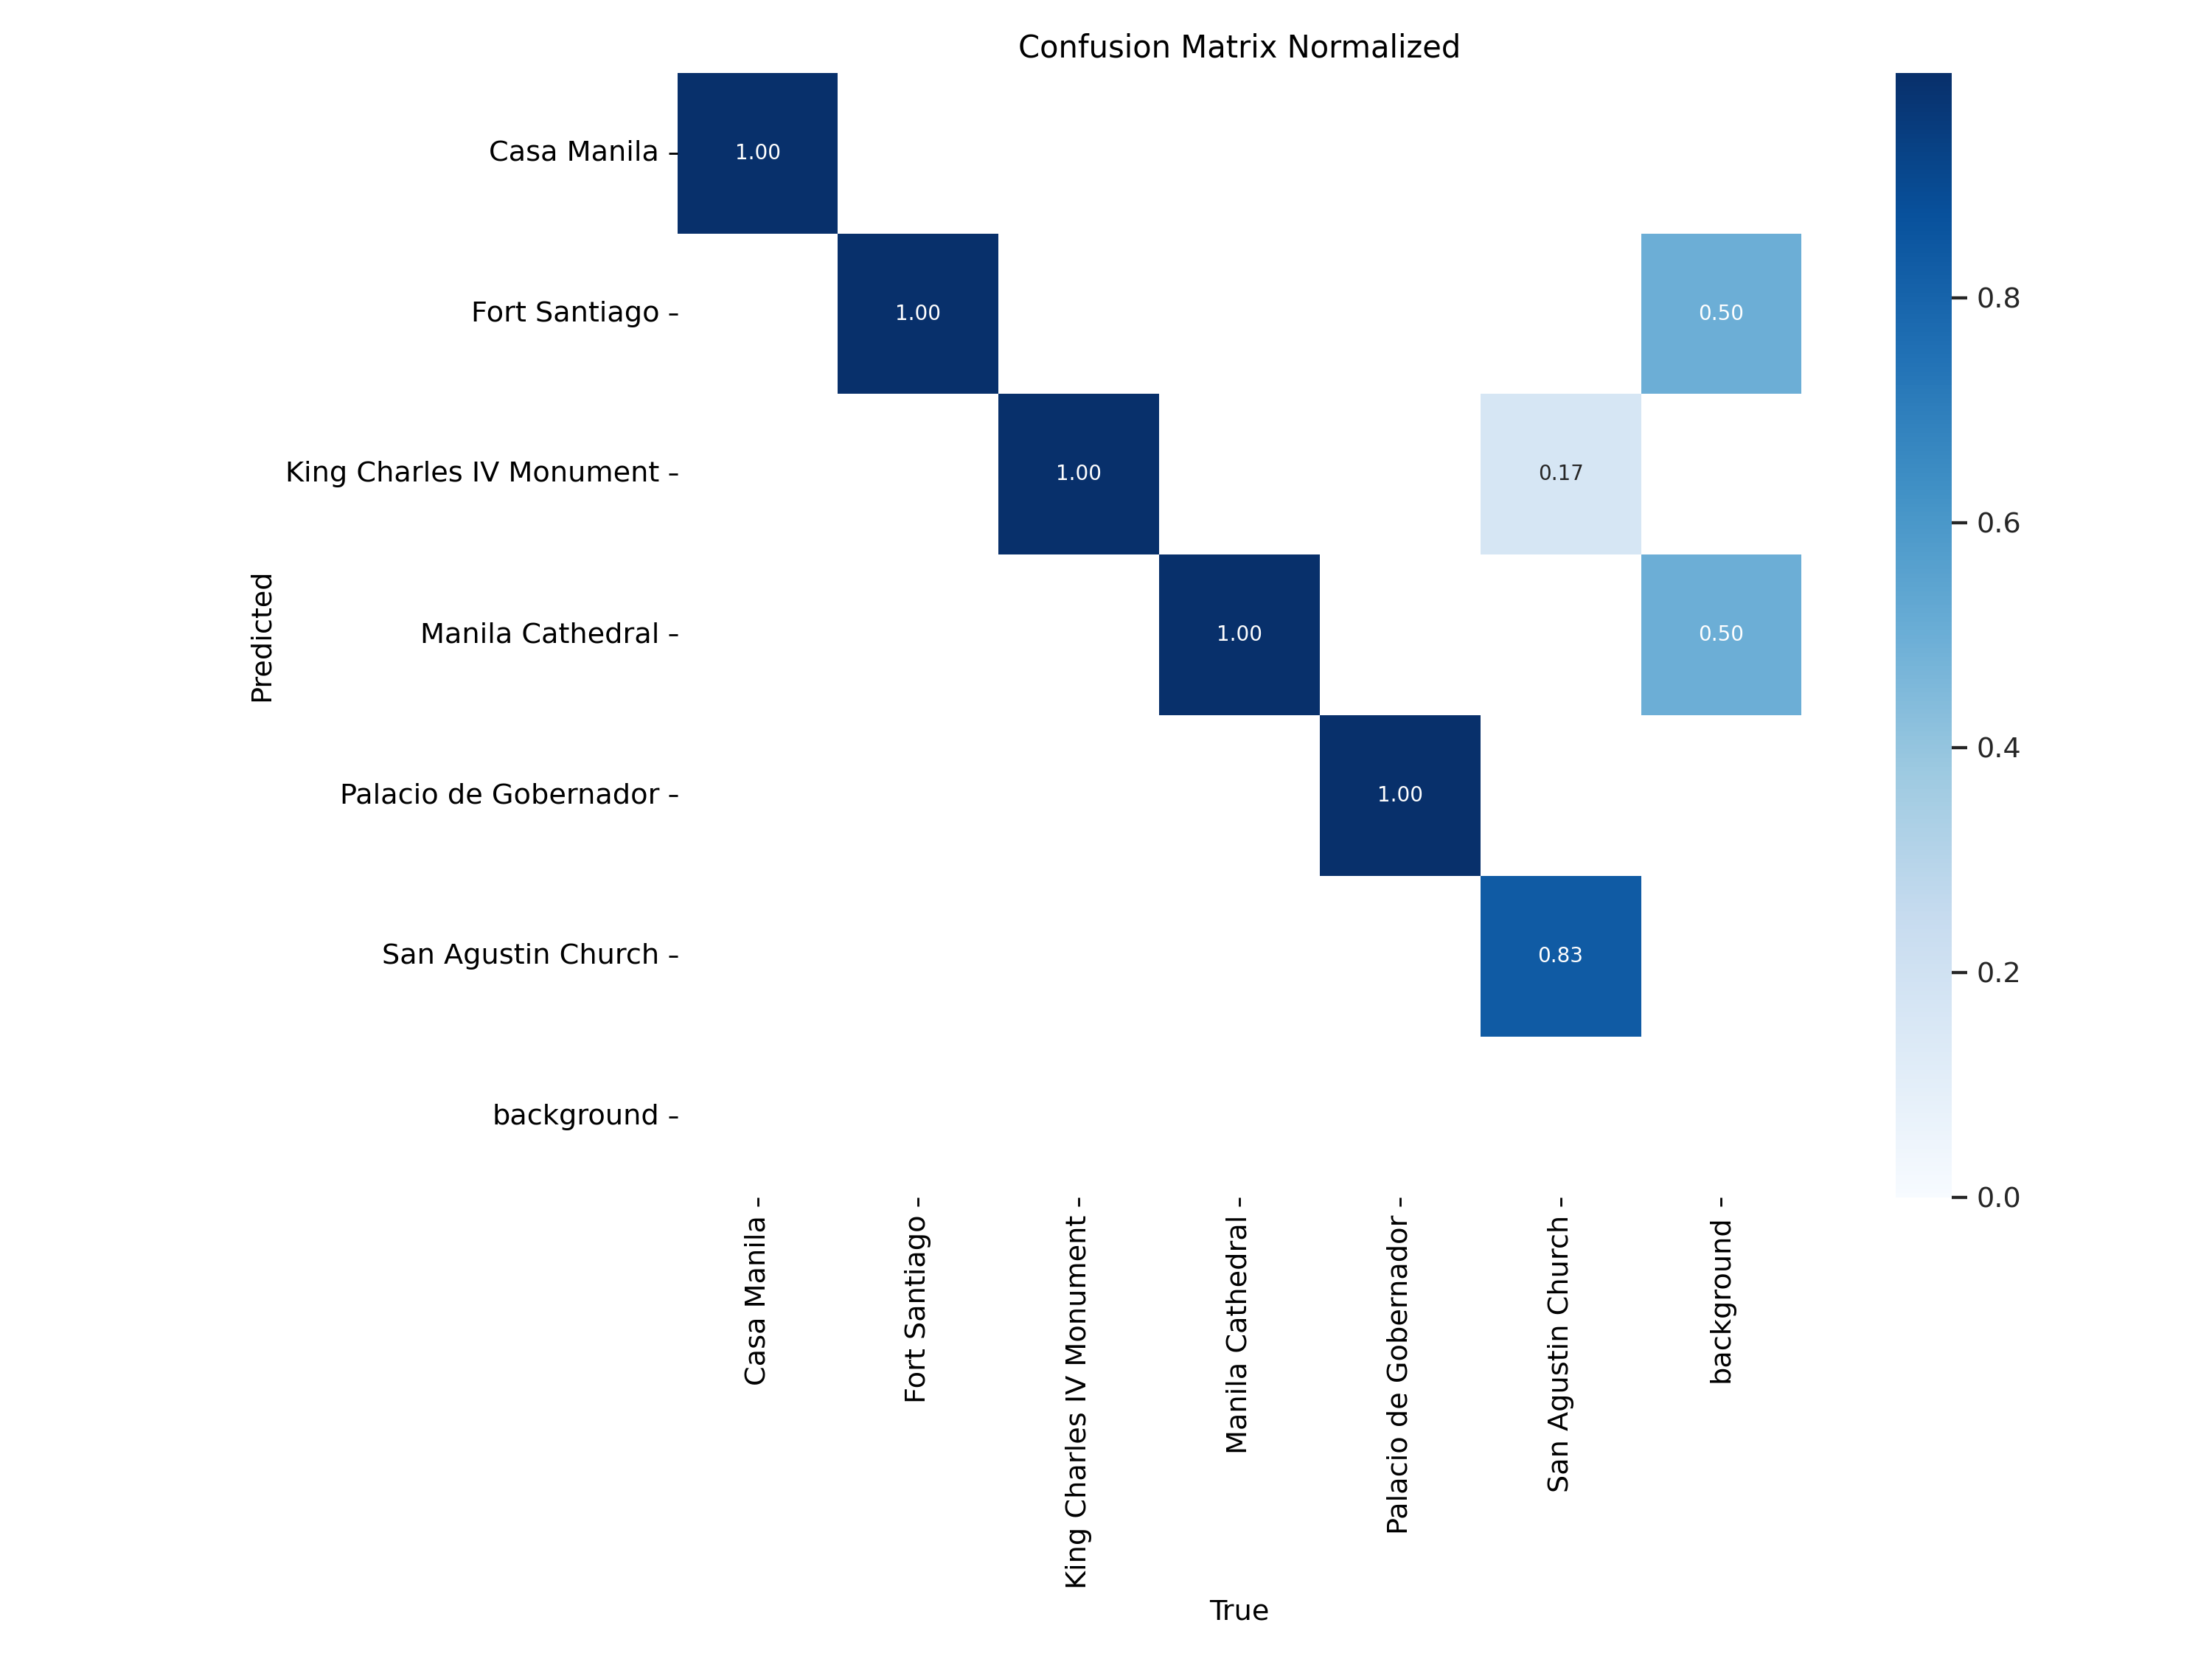 Confusion Matrix Normalized
Casa Manila
1.00
Fort Santiago
1.00
0.50
0.8
King Charles IV Monument
1.00
0.17
0.6
Predicted
Manila Cathedral
1.00
0.50
0.4
Palacio de Gobernador
1.00
San Agustin Church
0.83
0.2
background
0.0
Casa Manila
Fort Santiago
King Charles IV Monument
Manila Cathedral
Palacio de Gobernador
San Agustin Church
background
True